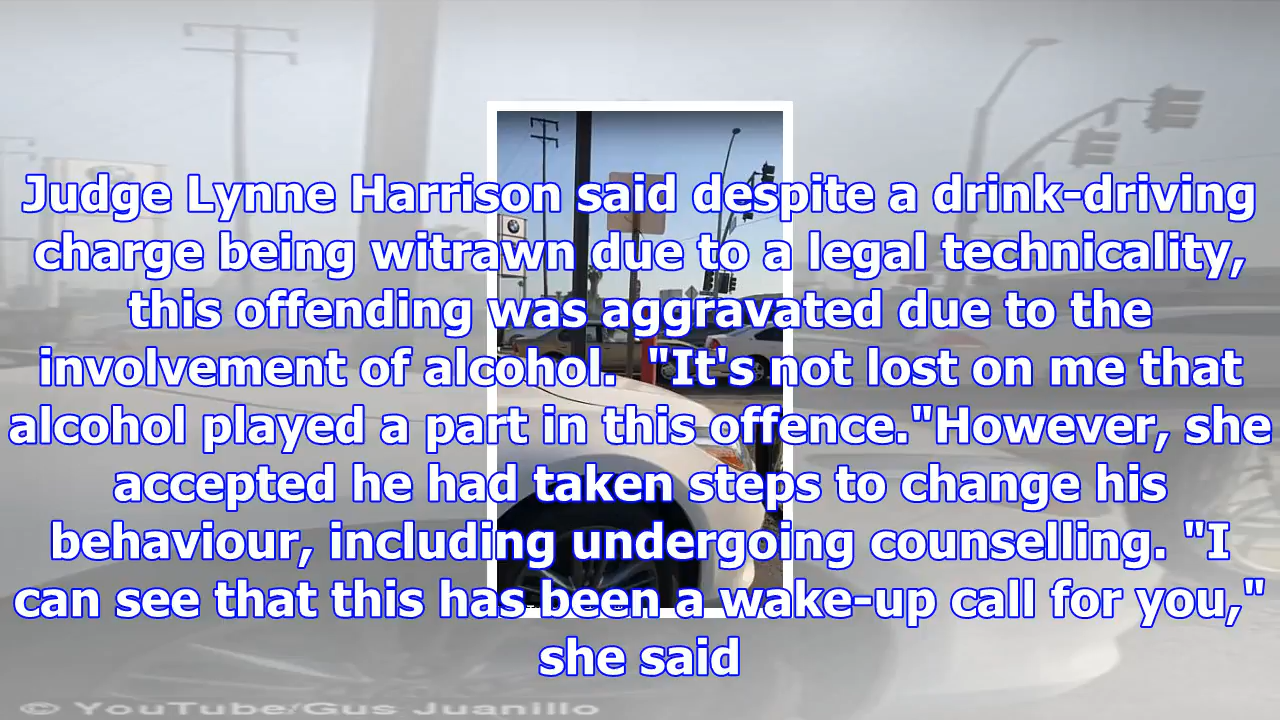 Judge Lynne Harrison said despite a drink-driving
charge being witrawn due to a legal technicality,
this offending was aggravated due to the
involvement of alcohol.  "It's not lost on me that
alcohol played a part in this offence."However, she
accepted he had taken steps to change his
behaviour, including undergoing counselling. "I
can see that this has been a wake-up call for you,"
she said
© YouTube/Gus Juanillo